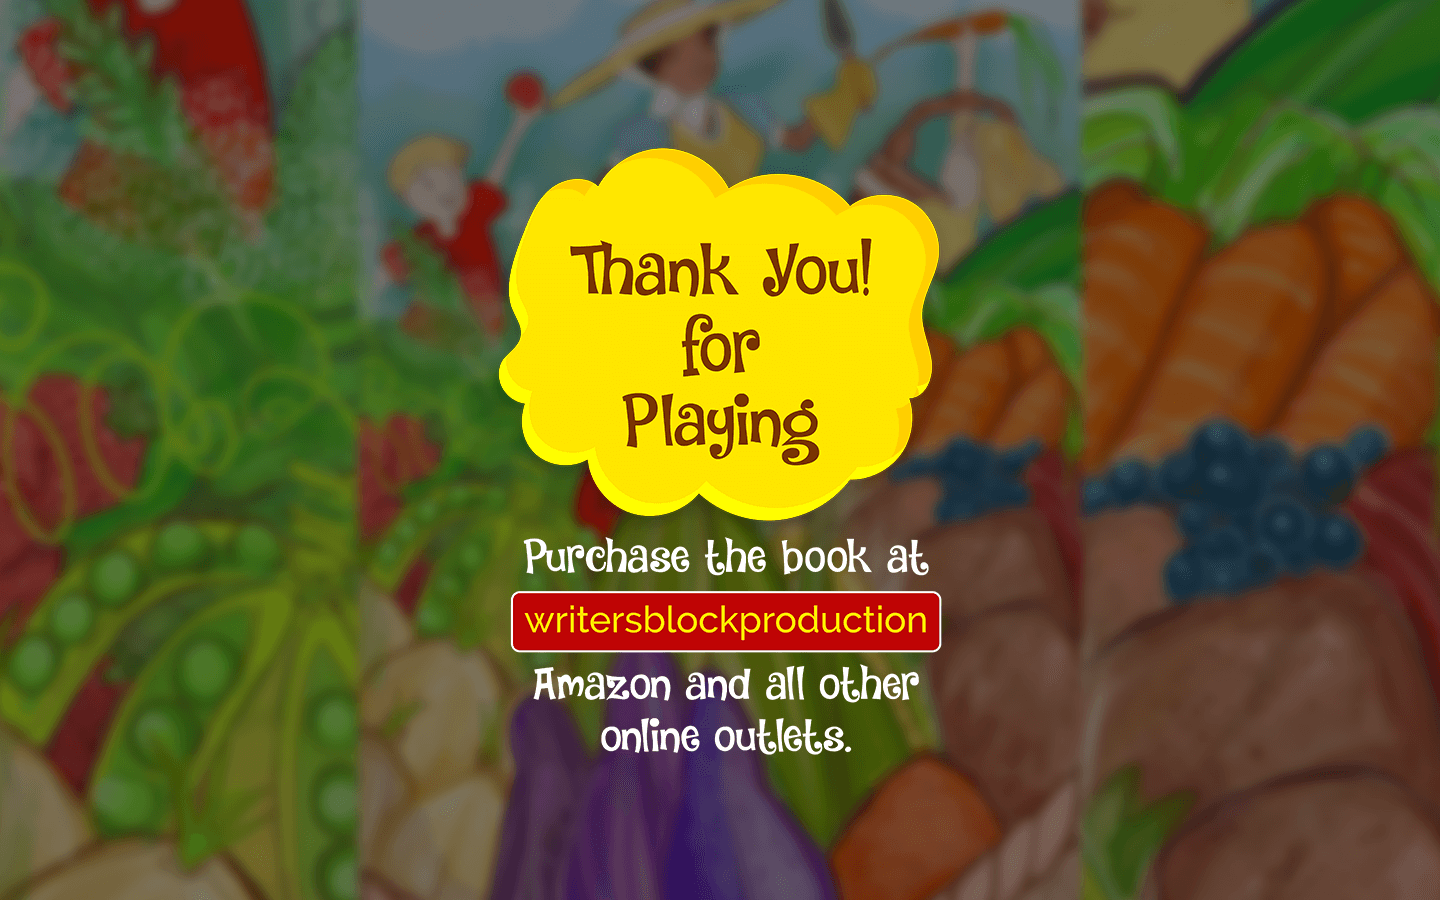 Thank You!
for
Playing
Purchase the book at
writersblockproduction
Amazon and all other
online outlets.